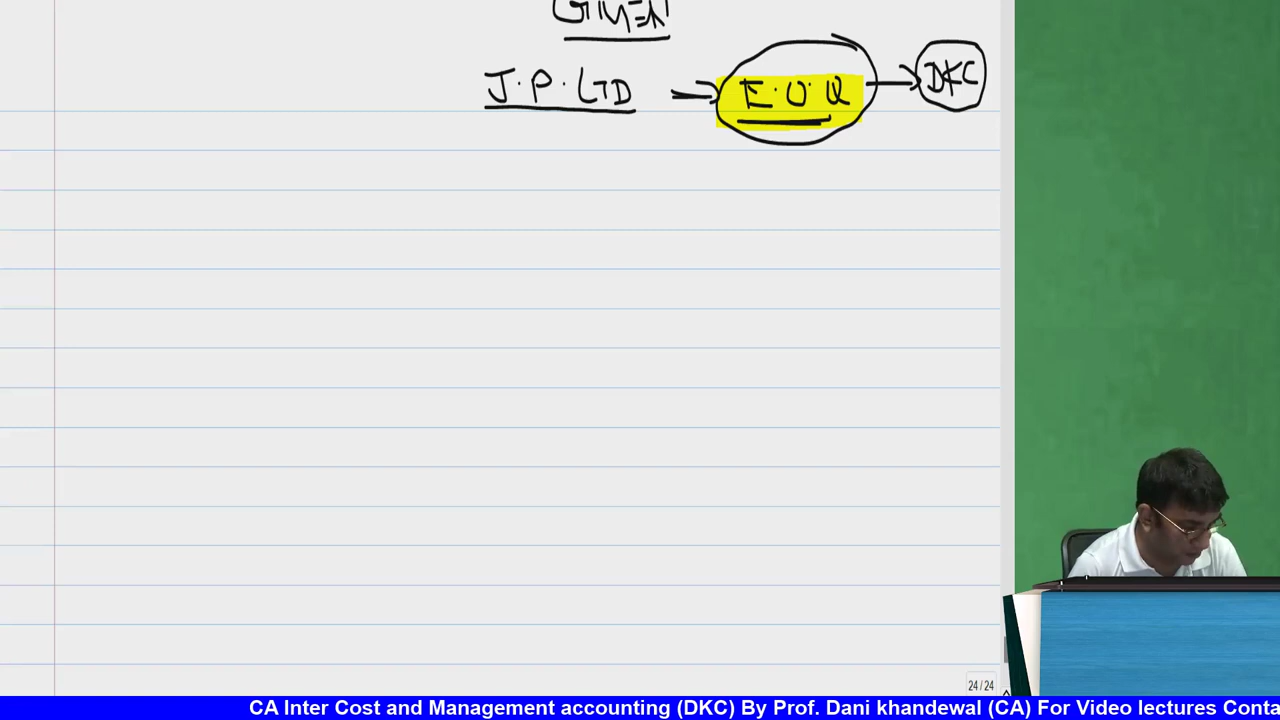 Given
J.P. LTD → E.O.Q → DKC
24 / 24
CA Inter Cost and Management accounting (DKC) By Prof. Dani khandewal (CA) For Video lectures Conta